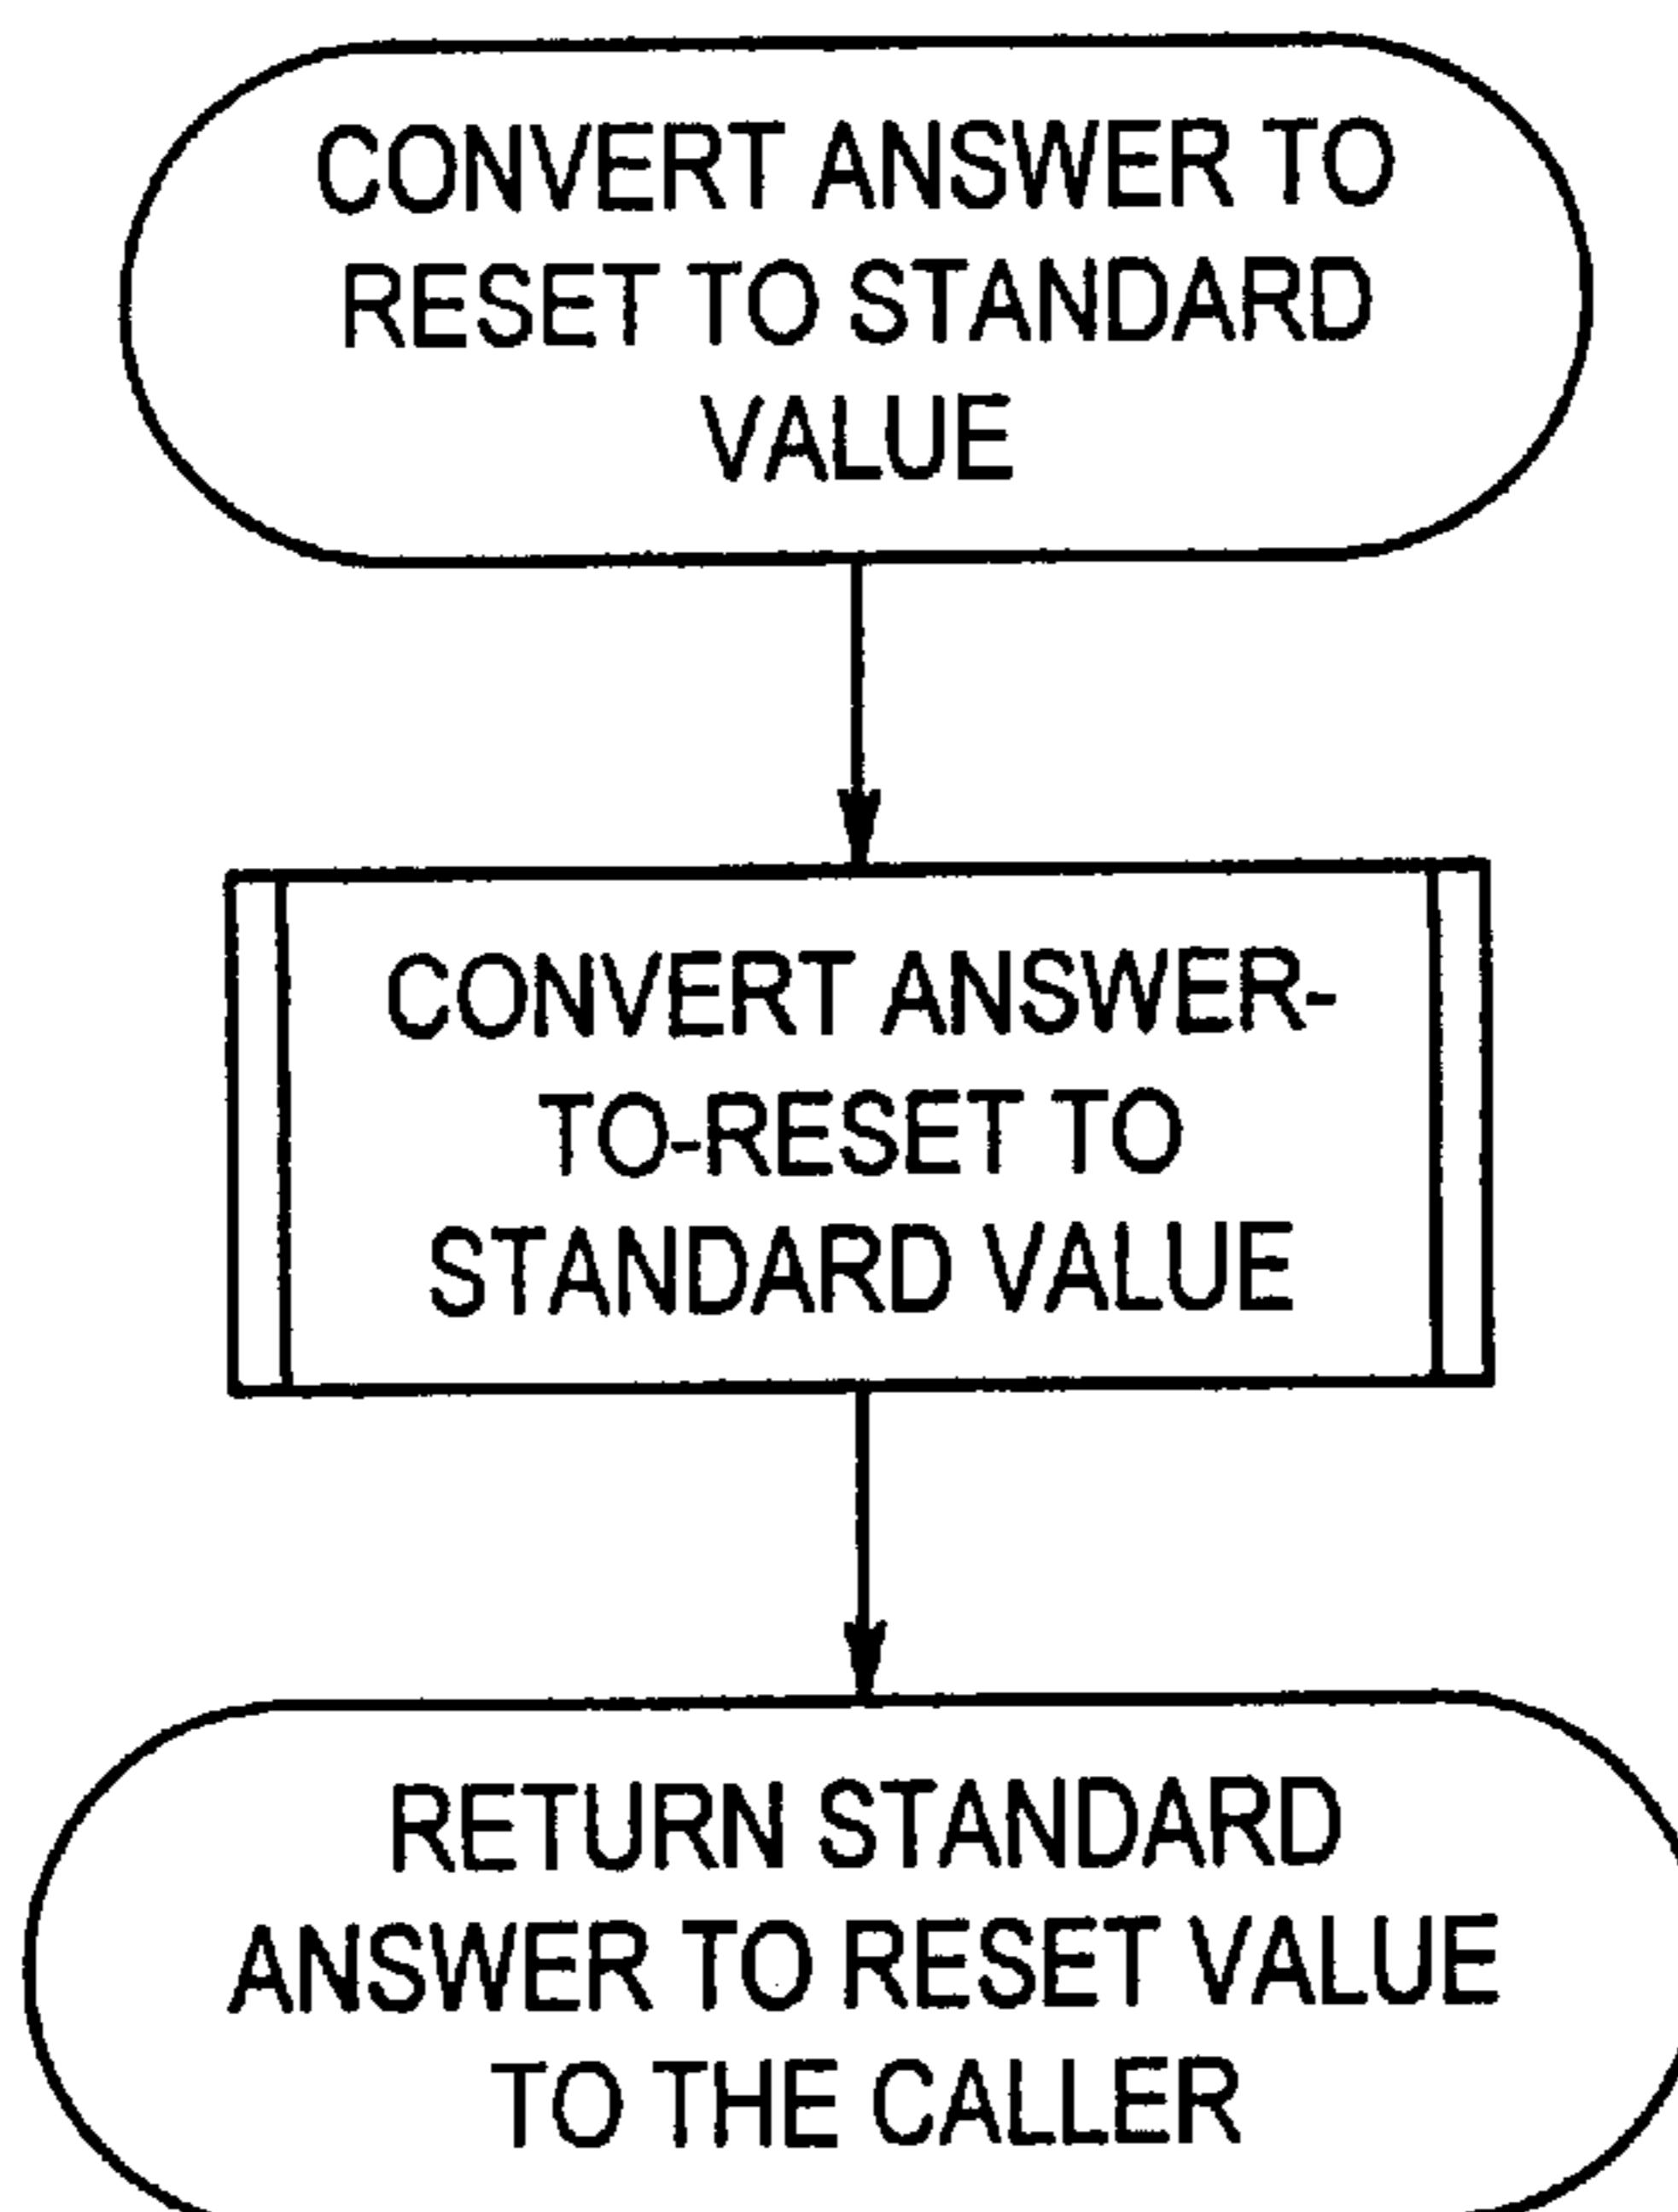 CONVERT ANSWER TO
RESET TO STANDARD
VALUE
CONVERT ANSWER-
TO-RESET TO
STANDARD VALUE
RETURN STANDARD
ANSWER TO RESET VALUE
TO THE CALLER